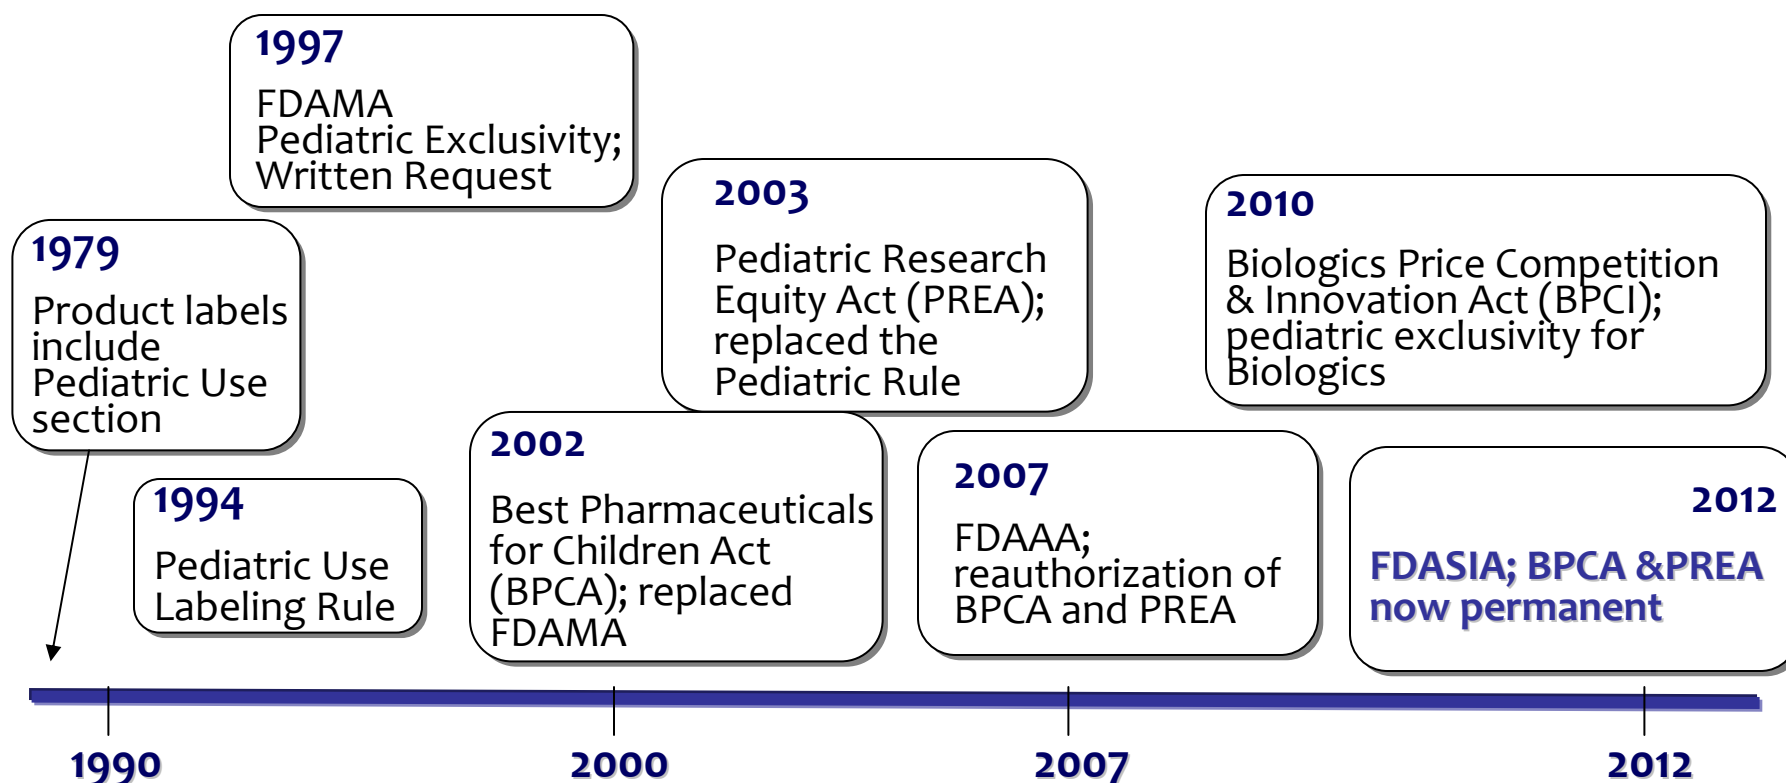 1997
FDAMA
Pediatric Exclusivity;
Written Request
1979
Product labels
include
Pediatric Use
section
1994
Pediatric Use
Labeling Rule
2003
Pediatric Research
Equity Act (PREA);
replaced the
Pediatric Rule
2002
Best Pharmaceuticals
for Children Act
(BPCA); replaced
FDAMA
2010
Biologics Price Competition
& Innovation Act (BPCI);
pediatric exclusivity for
Biologics
2007
FDAAA;
reauthorization of
BPCA and PREA
2012
FDASIA; BPCA &PREA
now permanent
1990
2000
2007
2012